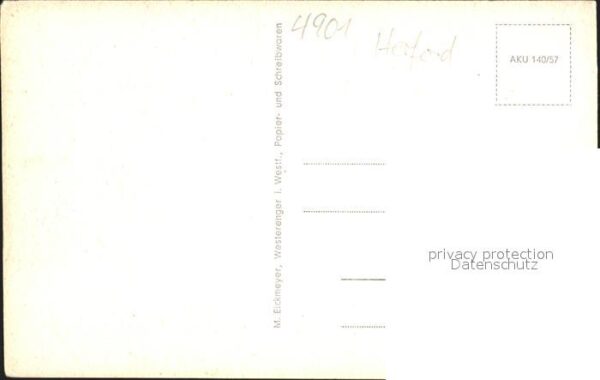 4901
Herford
AKU 140/57
M. Eickmeyer, Westerenger i. Westf., Papier- und Schreibwaren
privacy protection
Datenschutz